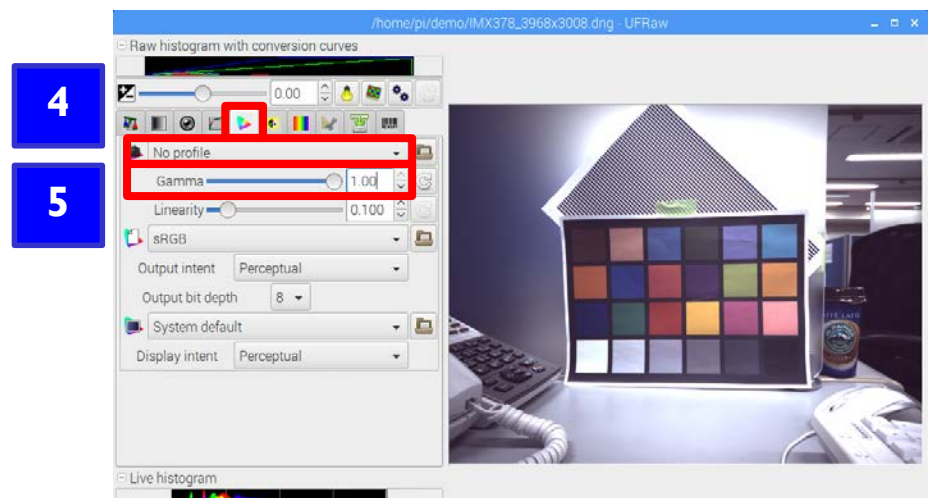 /home/pi/demo/IMX378_3968x3008.dng - UFRaw
Raw histogram with conversion curves
4
0.00
No profile
5
Gamma 1.00
Linearity 0.100
sRGB
Output intent Perceptual
Output bit depth 8
System default
Display intent Perceptual
Live histogram